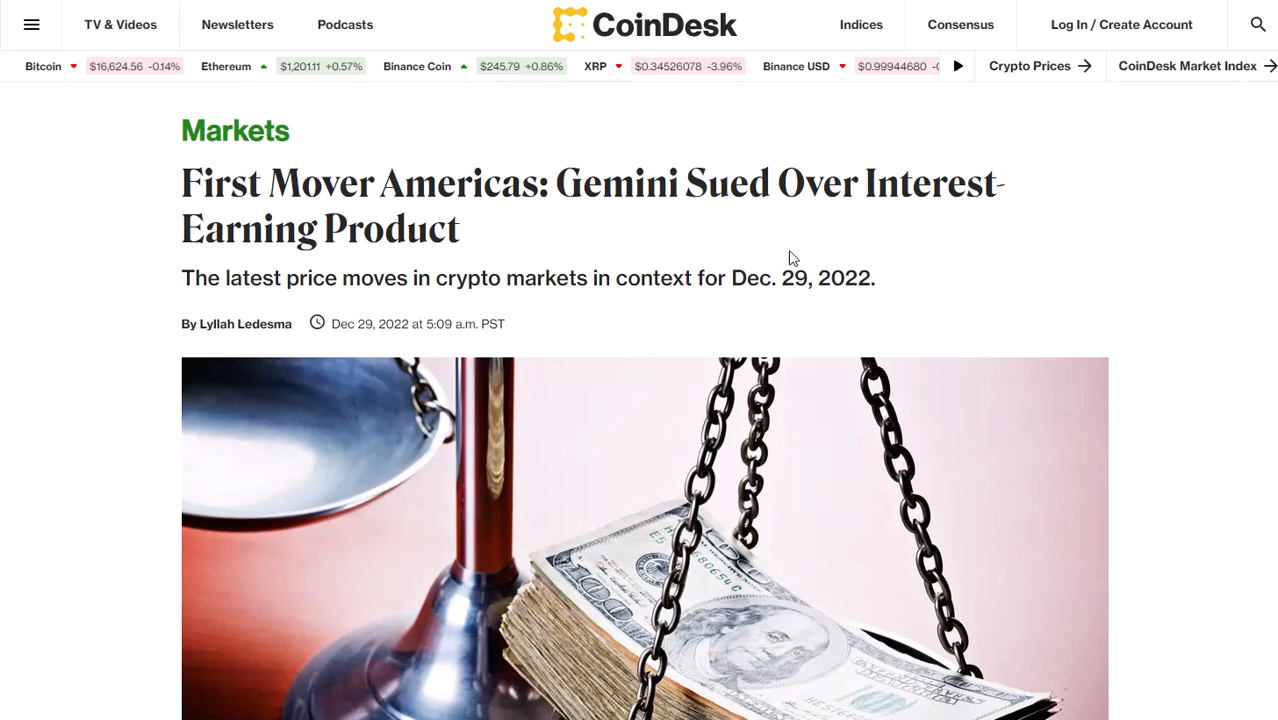 TV & Videos Newsletters Podcasts CoinDesk Indices Consensus Log In / Create Account
Bitcoin $16,624.56 -0.14% Ethereum $1,201.11 +0.57% Binance Coin $245.79 +0.86% XRP $0.34526078 -3.96% Binance USD $0.99944680 Crypto Prices CoinDesk Market Index
Markets
First Mover Americas: Gemini Sued Over Interest-
Earning Product
The latest price moves in crypto markets in context for Dec. 29, 2022.
By Lyllah Ledesma Dec 29, 2022 at 5:09 a.m. PST
100